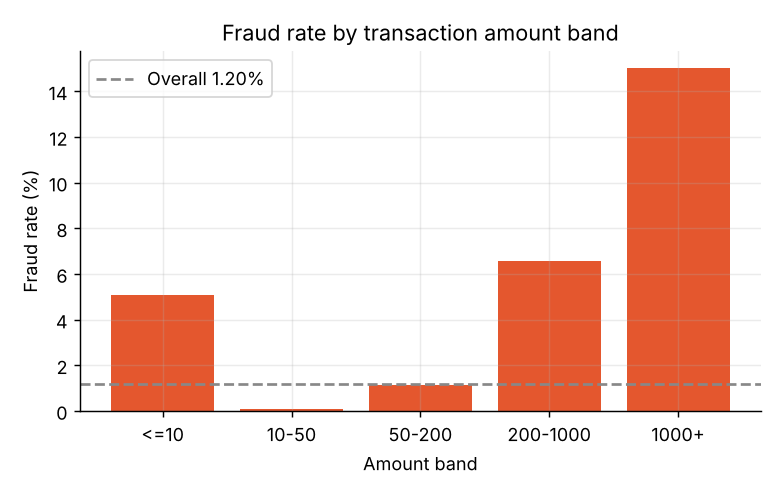 Fraud rate by transaction amount band
Overall 1.20%
Fraud rate (%)
14
12
10
8
6
4
2
0
<=10 10-50 50-200 200-1000 1000+
Amount band